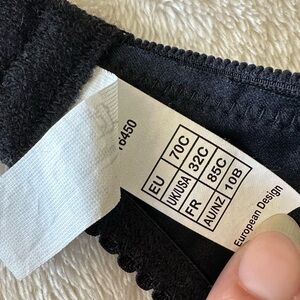 6450
EU 70C
UK/USA 32C
FR 85C
AU/NZ 10B
European Design